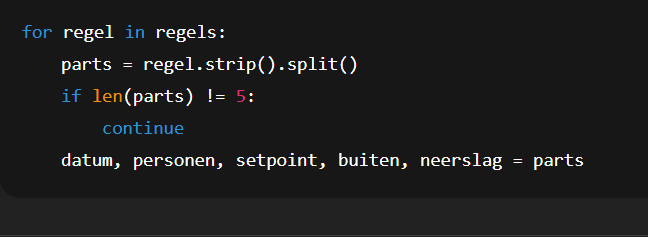 for regel in regels:
    parts = regel.strip().split()
    if len(parts) != 5:
        continue
    datum, personen, setpoint, buiten, neerslag = parts